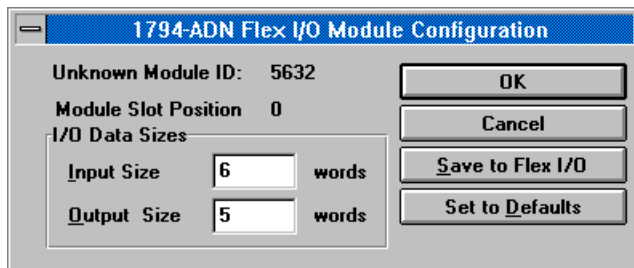 1794-ADN Flex I/O Module Configuration
Unknown Module ID: 5632
Module Slot Position 0
I/O Data Sizes
Input Size 6 words
Output Size 5 words
OK
Cancel
Save to Flex I/O
Set to Defaults